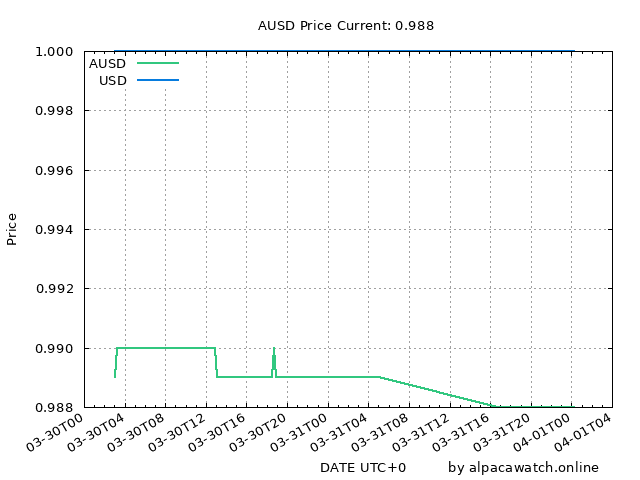 AUSD Price Current: 0.988
1.000
AUSD
USD
0.998
0.996
0.994
Price
0.992
0.990
0.988
03-30T00 03-30T04 03-30T08 03-30T12 03-30T16 03-30T20 03-31T00 03-31T04 03-31T08 03-31T12 03-31T16 03-31T20 04-01T00 04-01T04
DATE UTC+0 by alpacawatch.online